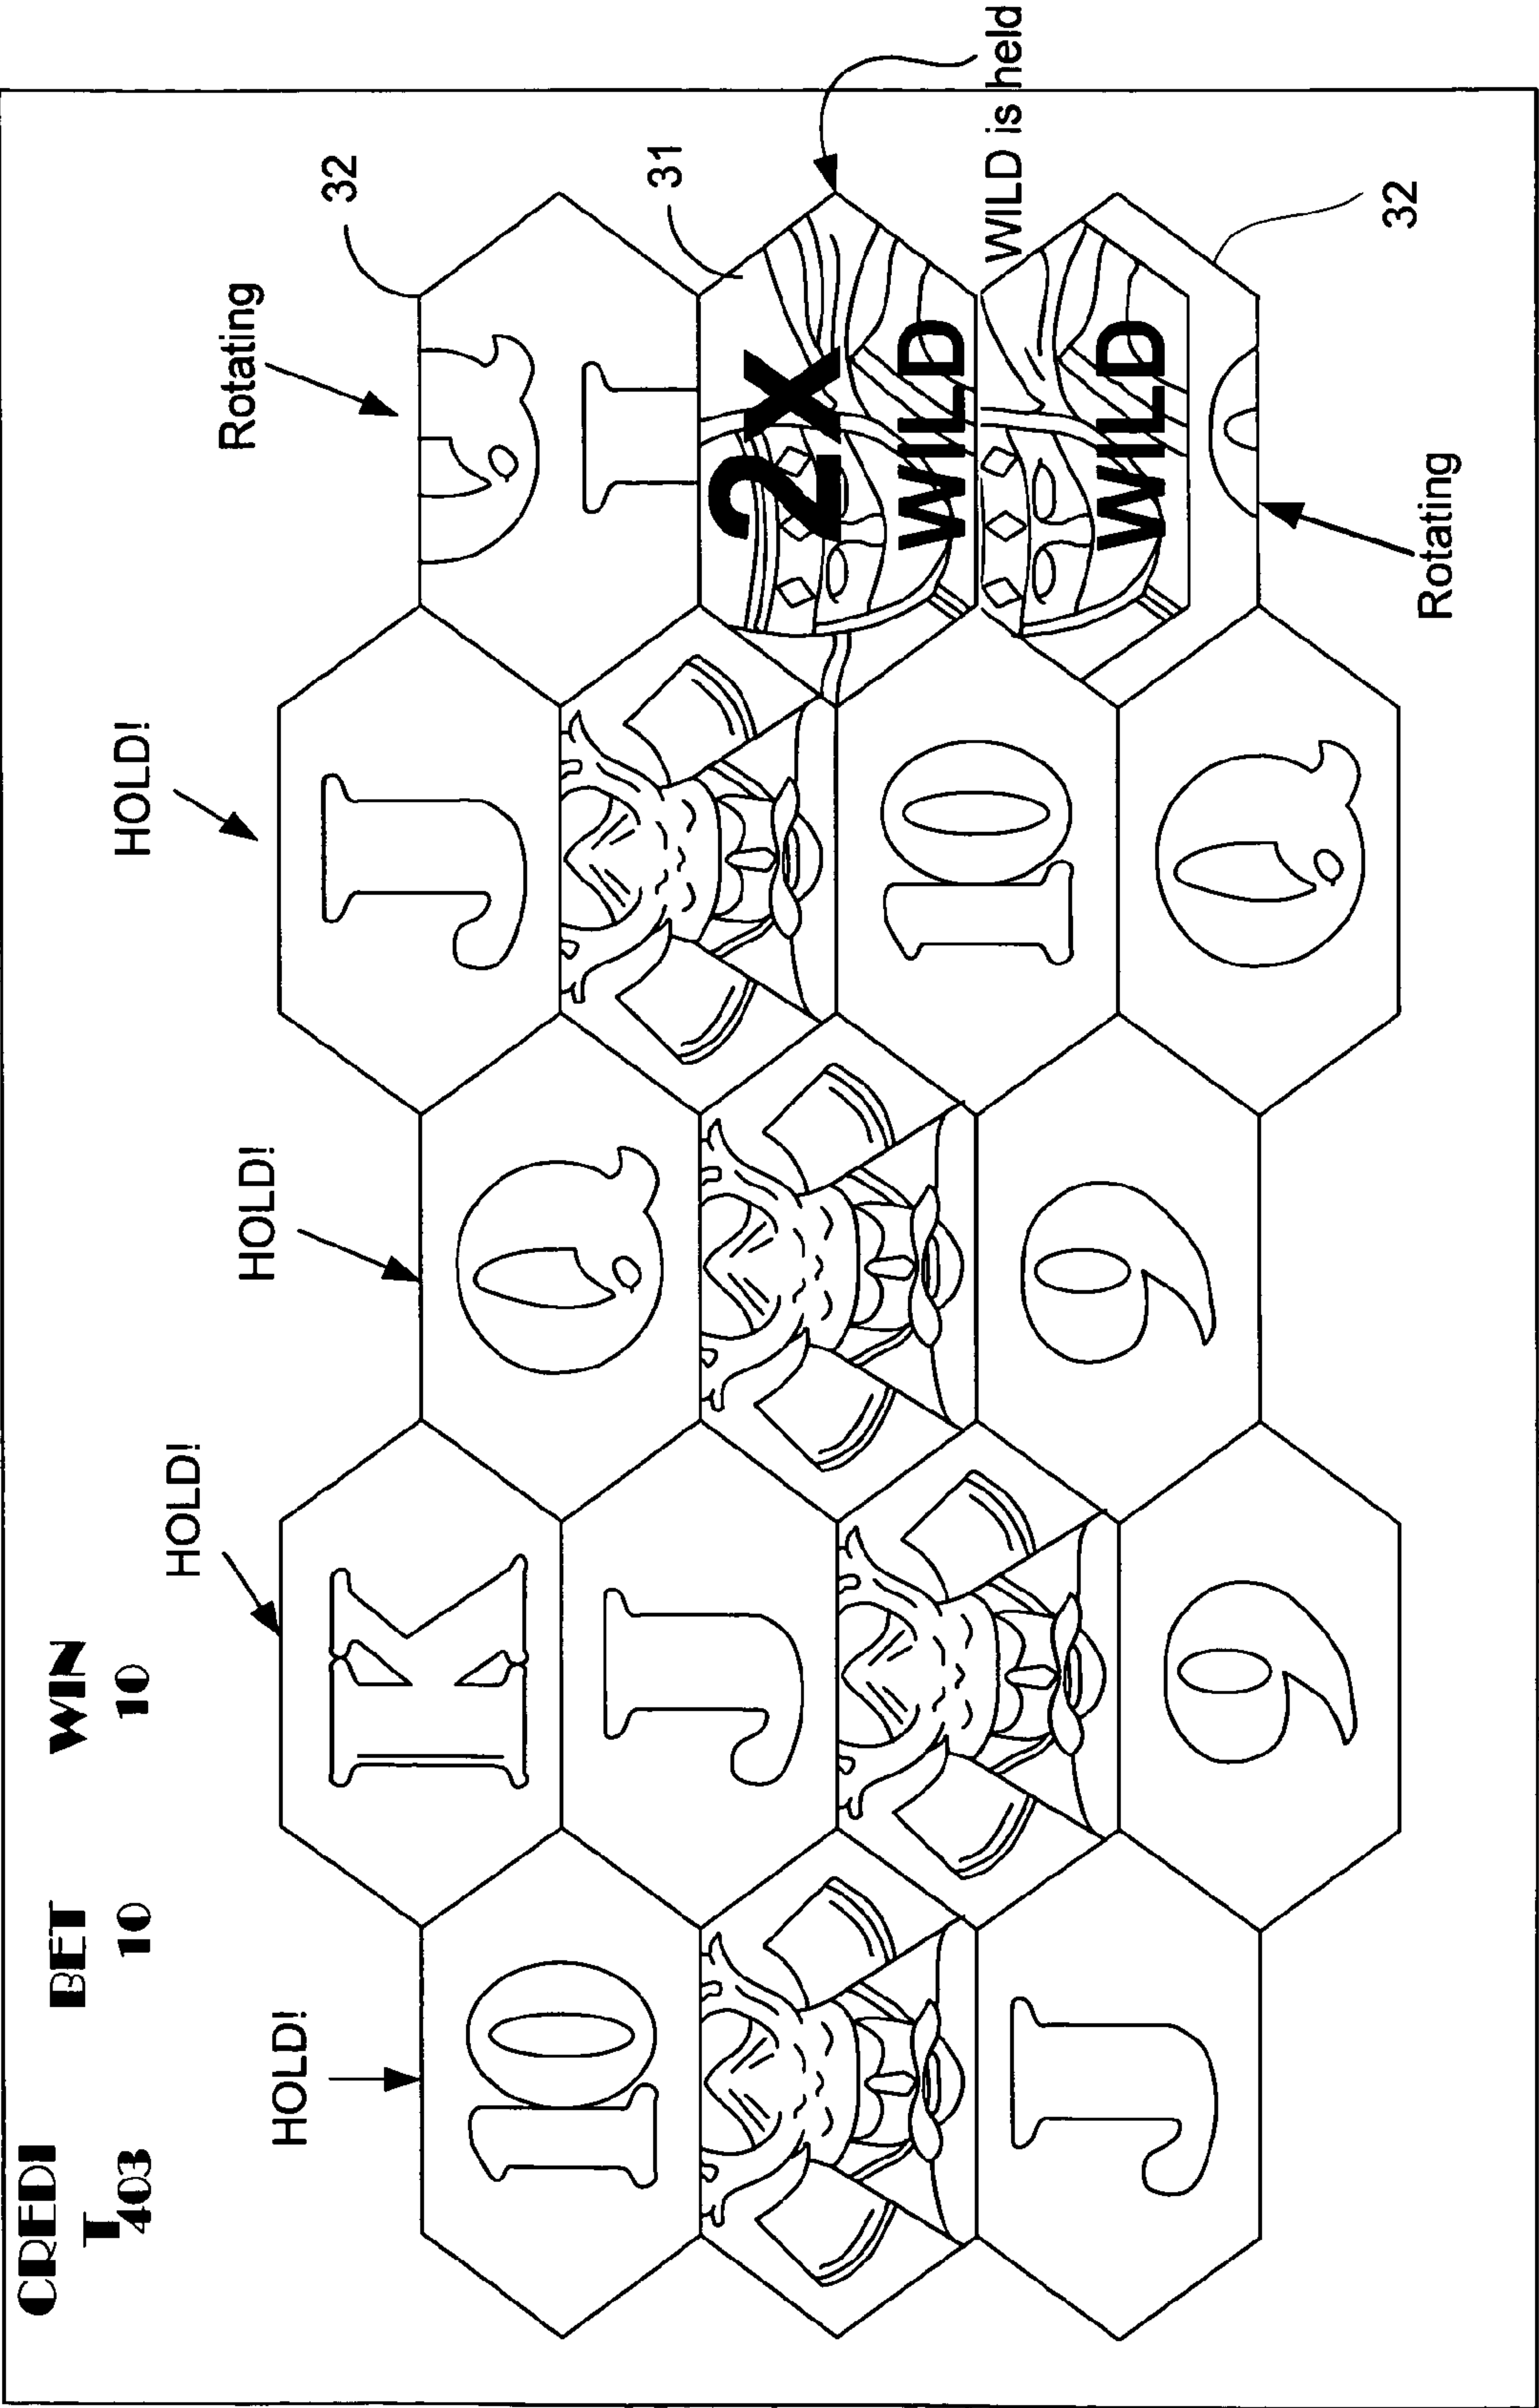 CREDI
T
403
BET
10
WIN
10
HOLD!
HOLD!
Rotating
HOLD!
HOLD!
32
K
J
10
Q
Q
31
J
2X
WILD
10
WILD is held
J
9
WILD
9
Q
32
Rotating